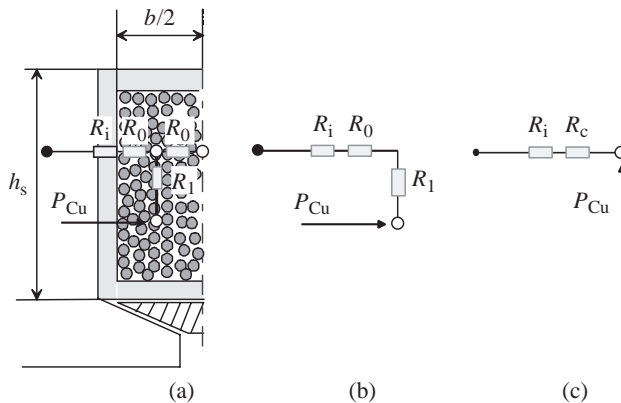 b/2
h_s
R_i R_0 R_0
R_1
P_Cu
(a)
R_i R_0
R_1
P_Cu
(b)
R_i R_c
P_Cu
(c)